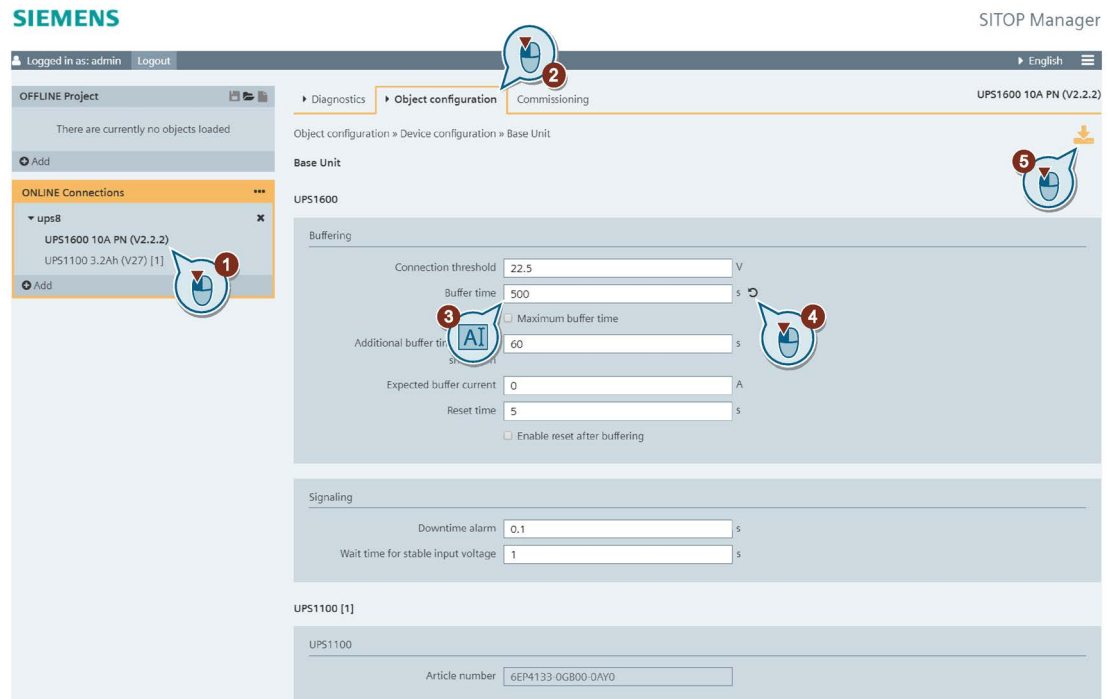 SIEMENS
SITOP Manager
Logged in as: admin Logout
English
OFFLINE Project
There are currently no objects loaded
Add
ONLINE Connections
ups8
UPS1600 10A PN (V2.2.2)
UPS1100 3.2Ah (V27) [1]
Add
1
2
Diagnostics
Object configuration
Commissioning
UPS1600 10A PN (V2.2.2)
Object configuration » Device configuration » Base Unit
5
Base Unit
UPS1600
Buffering
Connection threshold 22.5 V
Buffer time 500 s
3
Maximum buffer time
4
AI
Additional buffer 60 s
Expected buffer current 0 A
Reset time 5 s
Enable reset after buffering
Signaling
Downtime alarm 0.1 s
Wait time for stable input voltage 1 s
UPS1100 [1]
UPS1100
Article number 6EP4133-0GB00-0AY0